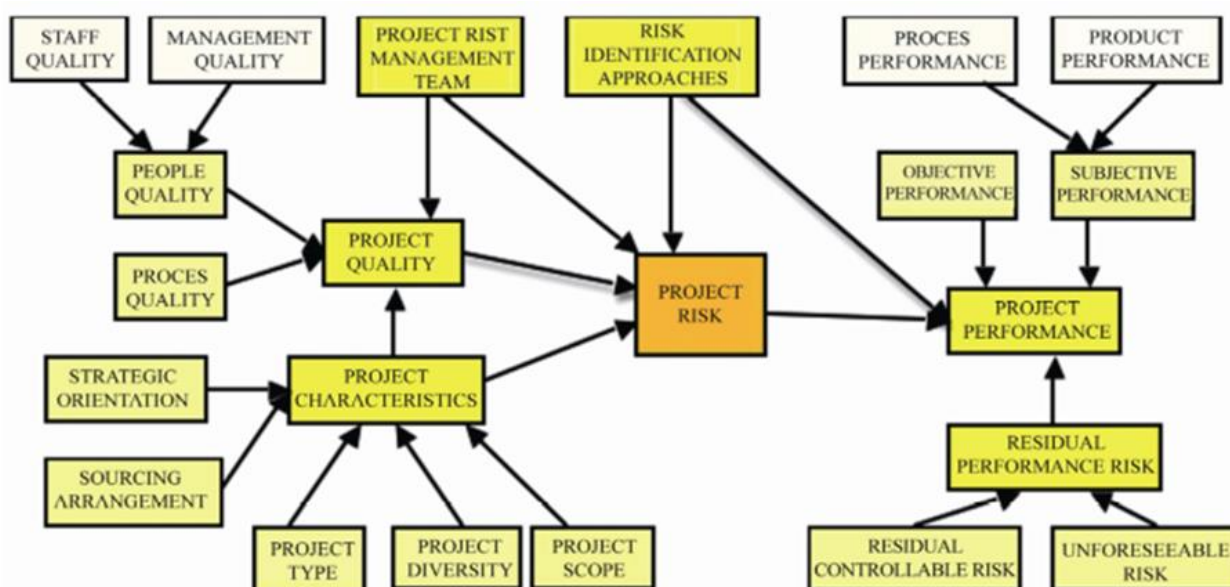 STAFF
QUALITY
MANAGEMENT
QUALITY
PROJECT RIST
MANAGEMENT
TEAM
RISK
IDENTIFICATION
APPROACHES
PROCES
PERFORMANCE
PRODUCT
PERFORMANCE
PEOPLE
QUALITY
OBJECTIVE
PERFORMANCE
SUBJECTIVE
PERFORMANCE
PROJECT
QUALITY
PROCES
QUALITY
PROJECT
RISK
PROJECT
PERFORMANCE
STRATEGIC
ORIENTATION
PROJECT
CHARACTERISTICS
RESIDUAL
PERFORMANCE RISK
SOURCING
ARRANGEMENT
PROJECT
TYPE
PROJECT
DIVERSITY
PROJECT
SCOPE
RESIDUAL
CONTROLLABLE RISK
UNFORESEEABLE
RISK